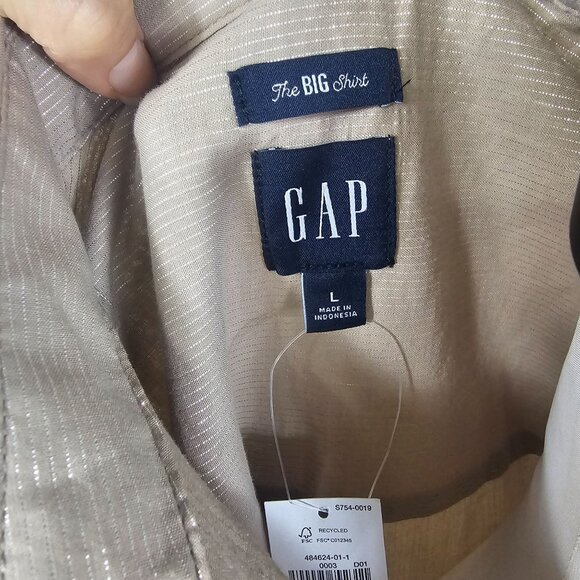 The BIG Shirt
GAP
L
MADE IN
INDONESIA
S754-0019
FSC
RECYCLED
FSC® C012345
484624-01-1
0003 D01